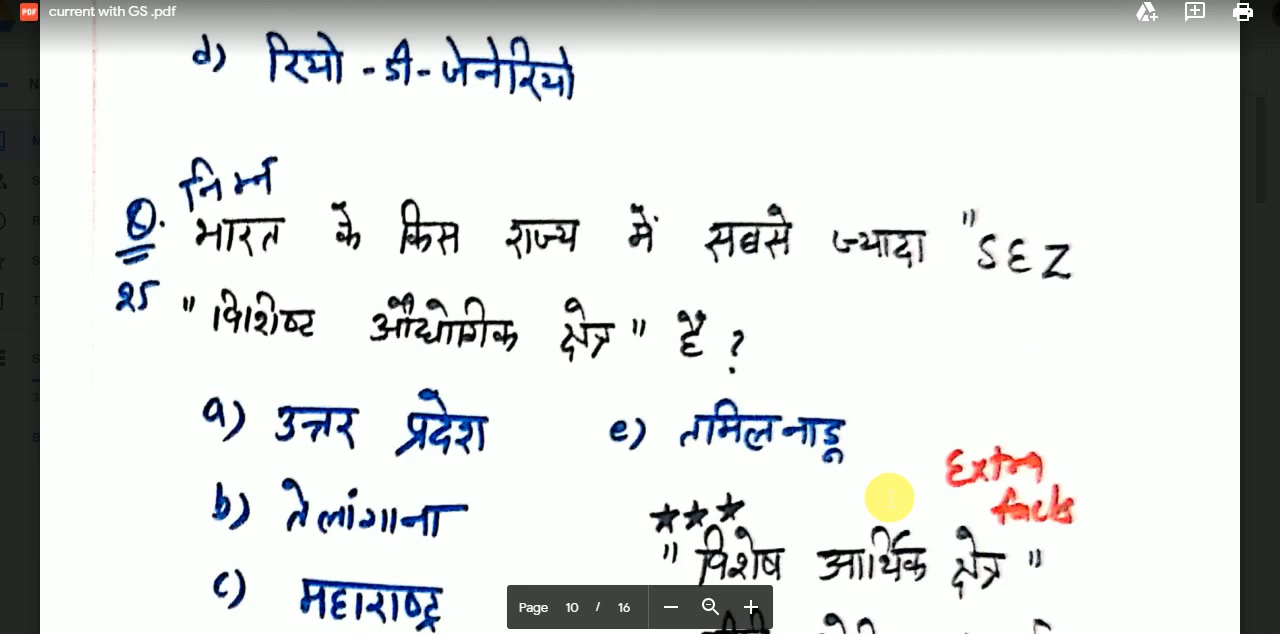 PDF current with GS .pdf
d) रियो -डी- जेनेरियो
निम्न
Q. भारत के किस राज्य में सबसे ज्यादा "SEZ
25 "विशिष्ट औद्योगिक क्षेत्र" है ?
a) उत्तर प्रदेश e) तमिलनाडू
Extra
b) तेलांगाना ★★★ facts
"विशेष आर्थिक क्षेत्र"
c) महाराष्ट्र
Page 10 / 16